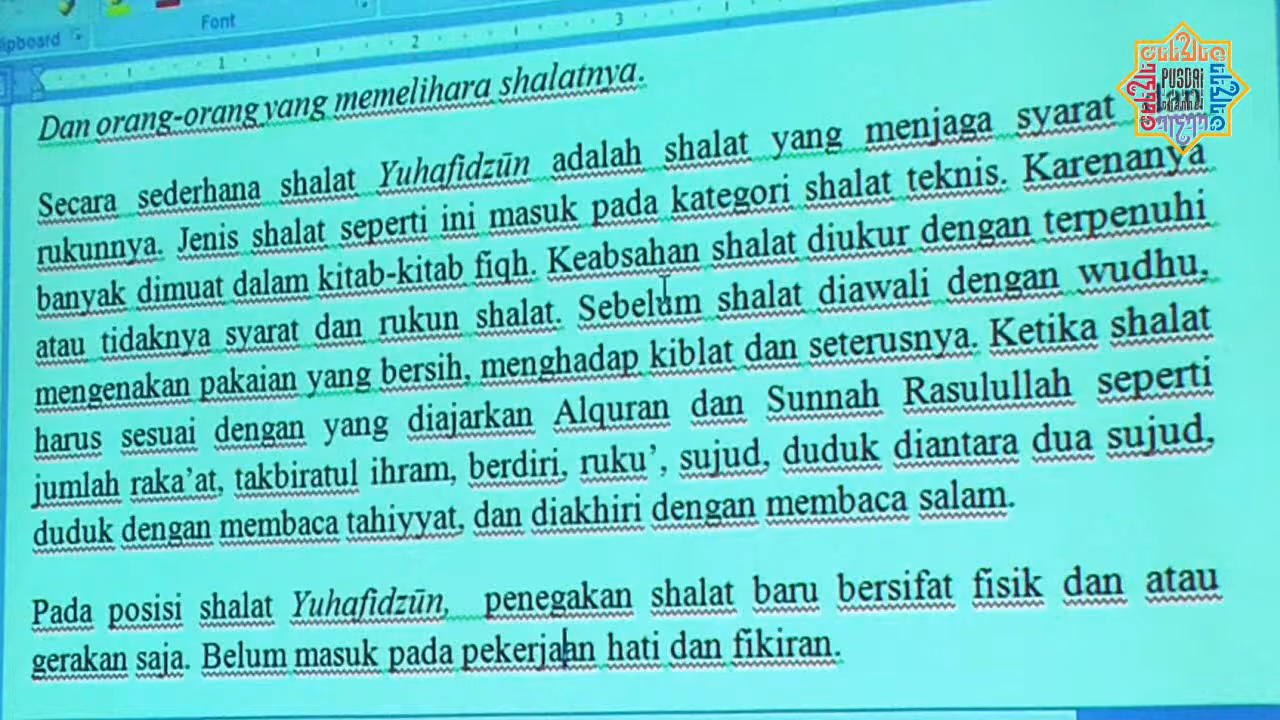 lipboard
Font
1
2
3
Dan orang-orang yang memelihara shalatnya.
Secara sederhana shalat Yuhafidzūn adalah shalat yang menjaga syarat
rukunnya. Jenis shalat seperti ini masuk pada kategori shalat teknis. Karenanya
banyak dimuat dalam kitab-kitab fiqh. Keabsahan shalat diukur dengan terpenuhi
atau tidaknya syarat dan rukun shalat. Sebelum shalat diawali dengan wudhu,
mengenakan pakaian yang bersih, menghadap kiblat dan seterusnya. Ketika shalat
harus sesuai dengan yang diajarkan Alquran dan Sunnah Rasulullah seperti
jumlah raka’at, takbiratul ihram, berdiri, ruku’, sujud, duduk diantara dua sujud,
duduk dengan membaca tahiyyat, dan diakhiri dengan membaca salam.
Pada posisi shalat Yuhafidzūn, penegakan shalat baru bersifat fisik dan atau
gerakan saja. Belum masuk pada pekerjaan hati dan fikiran.
PUSDAI
channel